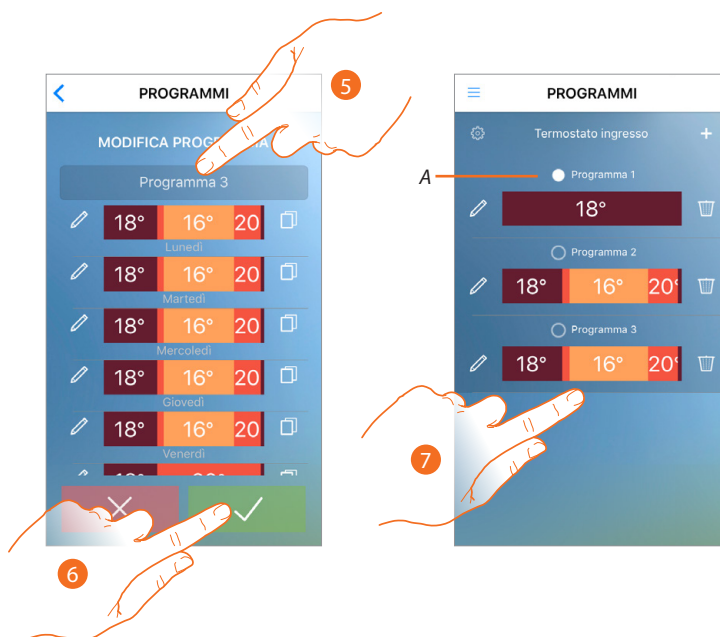 5
PROGRAMMI
MODIFICA PROG A
Programma 3
18° 16° 20
Lunedì
18° 16° 20
Martedì
18° 16° 20
Mercoledì
18° 16° 20
Giovedì
18° 16° 20
Venerdì
6
PROGRAMMI
Termostato ingresso
A
Programma 1
18°
Programma 2
18° 16° 20°
Programma 3
18° 16° 20°
7